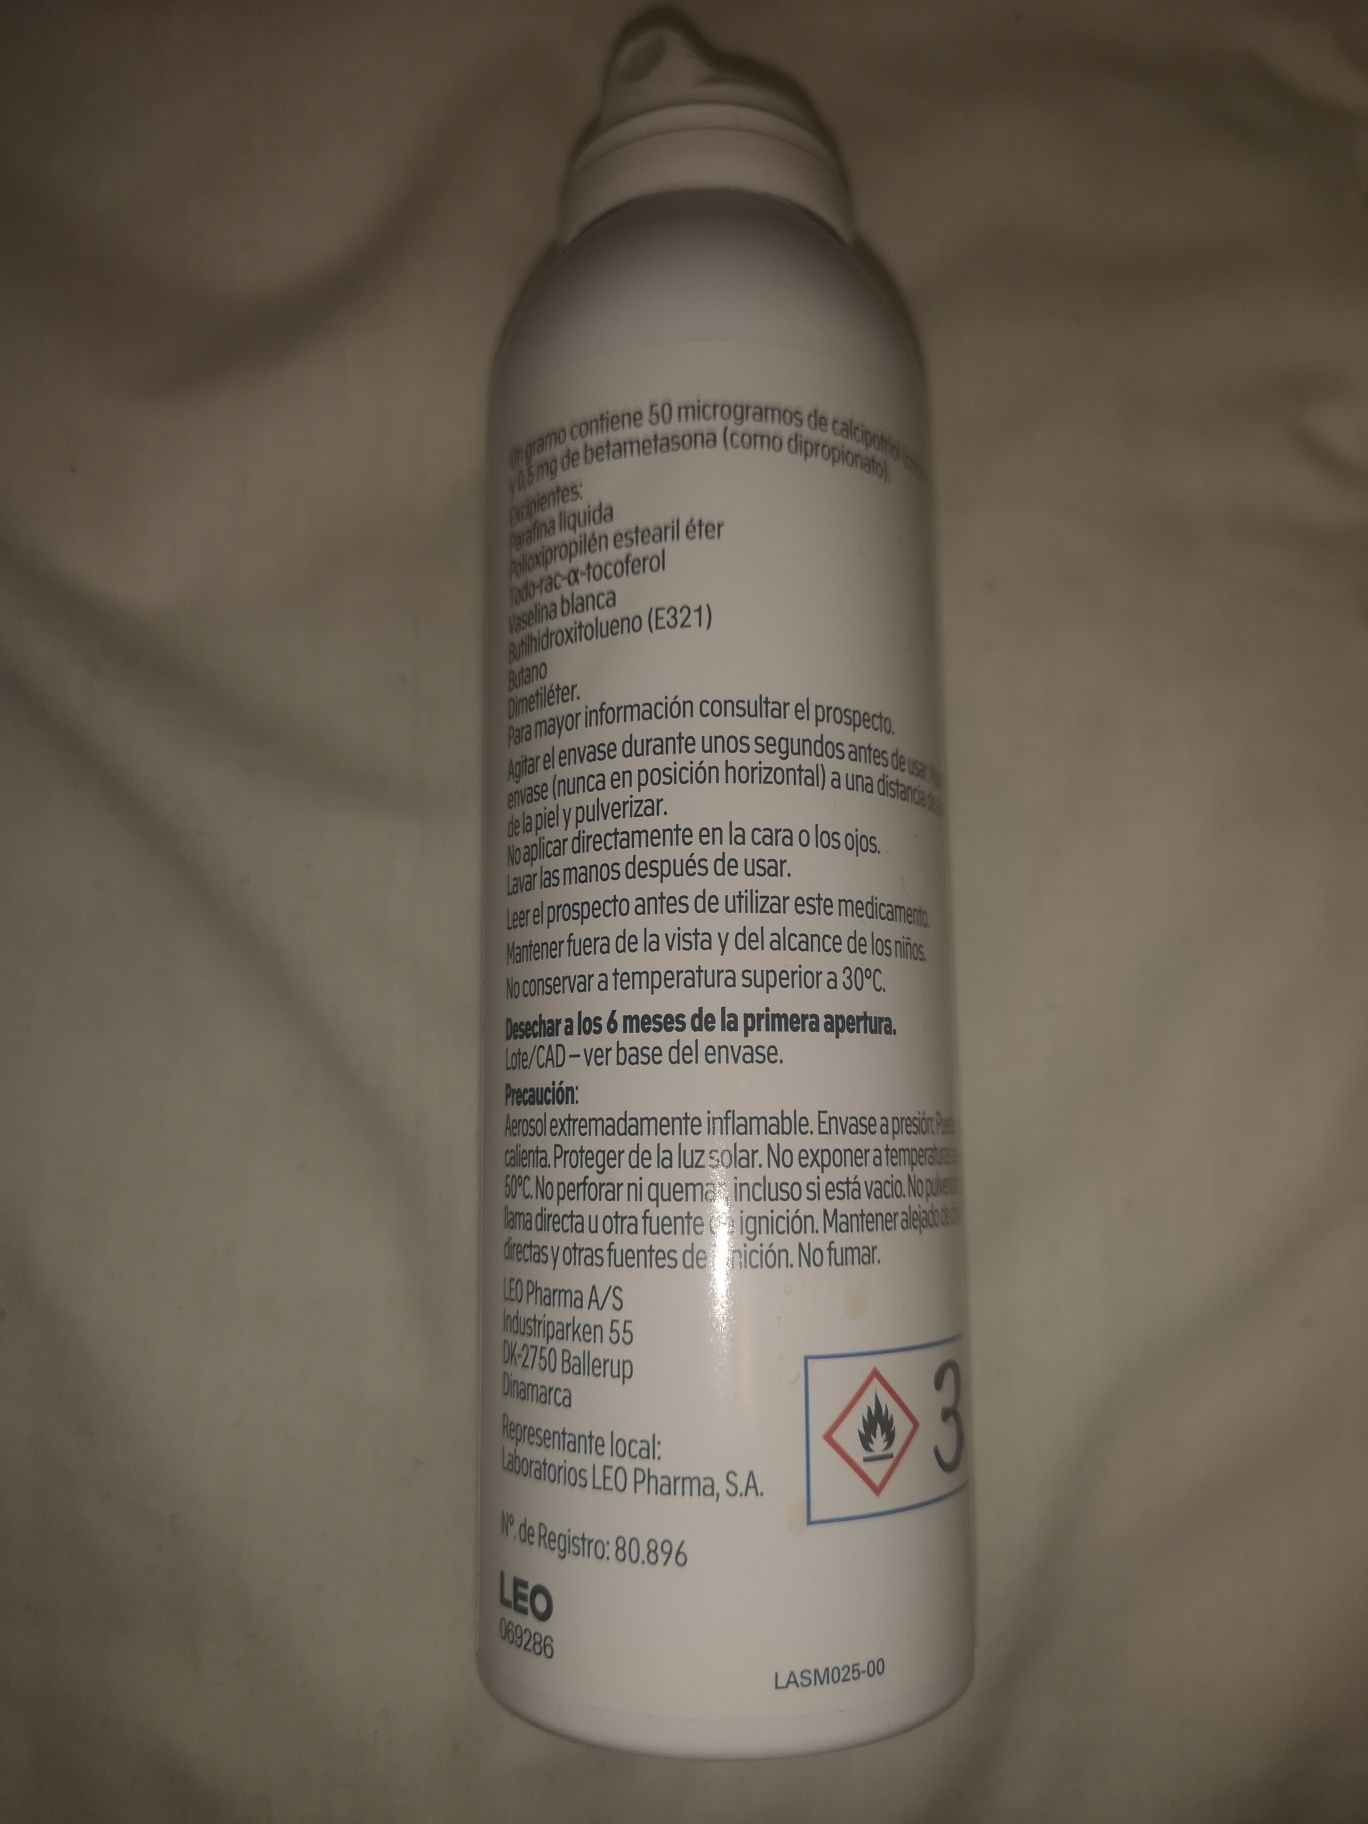 Un gramo contiene 50 microgramos de calcipotriol
y 0,5 mg de betametasona (como dipropionato).
Excipientes:
Parafina líquida
Polioxipropilén estearil éter
Todo-rac-α-tocoferol
Vaselina blanca
Butilhidroxitolueno (E321)
Butano
Dimetiléter.
Para mayor información consultar el prospecto.
Agitar el envase durante unos segundos antes de usar.
envase (nunca en posición horizontal) a una distancia de
de la piel y pulverizar.
No aplicar directamente en la cara o los ojos.
Lavar las manos después de usar.
Leer el prospecto antes de utilizar este medicamento.
Mantener fuera de la vista y del alcance de los niños.
No conservar a temperatura superior a 30°C.
Desechar a los 6 meses de la primera apertura.
Lote/CAD – ver base del envase.
Precaución:
Aerosol extremadamente inflamable. Envase a presión:
calienta. Proteger de la luz solar. No exponer a temperaturas
50°C. No perforar ni quemar, incluso si está vacio. No
llama directa u otra fuente de ignición. Mantener alejado de
directas y otras fuentes de ignición. No fumar.
LEO Pharma A/S
Industriparken 55
DK-2750 Ballerup
Dinamarca
Representante local:
Laboratorios LEO Pharma, S.A.
3
Nº. de Registro: 80.896
LEO
069286
LASM025-00